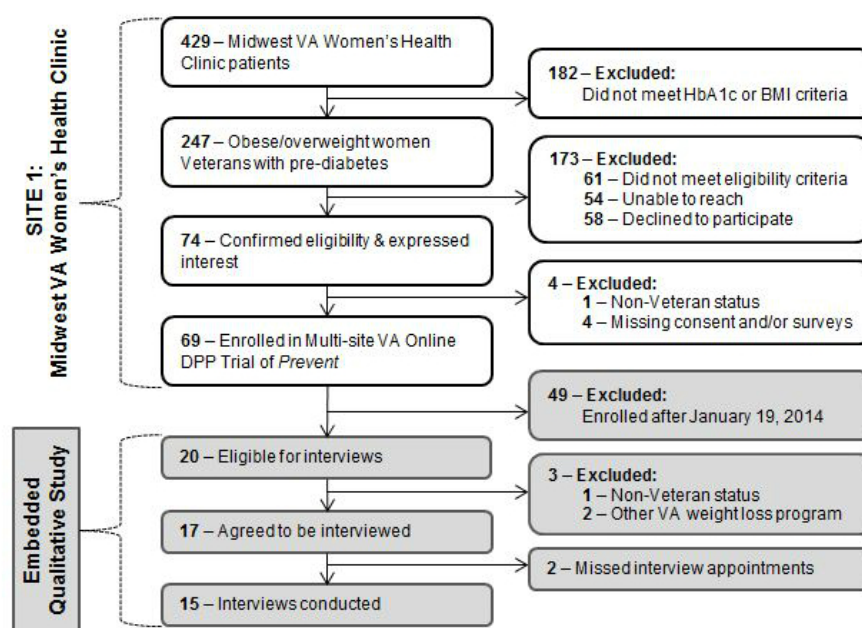 SITE 1:
Midwest VA Women's Health Clinic
429 – Midwest VA Women's Health
Clinic patients
182 – Excluded:
Did not meet HbA1c or BMI criteria
247 – Obese/overweight women
Veterans with pre-diabetes
173 – Excluded:
61 – Did not meet eligibility criteria
54 – Unable to reach
58 – Declined to participate
74 – Confirmed eligibility & expressed
interest
4 – Excluded:
1 – Non-Veteran status
4 – Missing consent and/or surveys
69 – Enrolled in Multi-site VA Online
DPP Trial of Prevent
49 – Excluded:
Enrolled after January 19, 2014
Embedded
Qualitative Study
20 – Eligible for interviews
3 – Excluded:
1 – Non-Veteran status
2 – Other VA weight loss program
17 – Agreed to be interviewed
2 – Missed interview appointments
15 – Interviews conducted